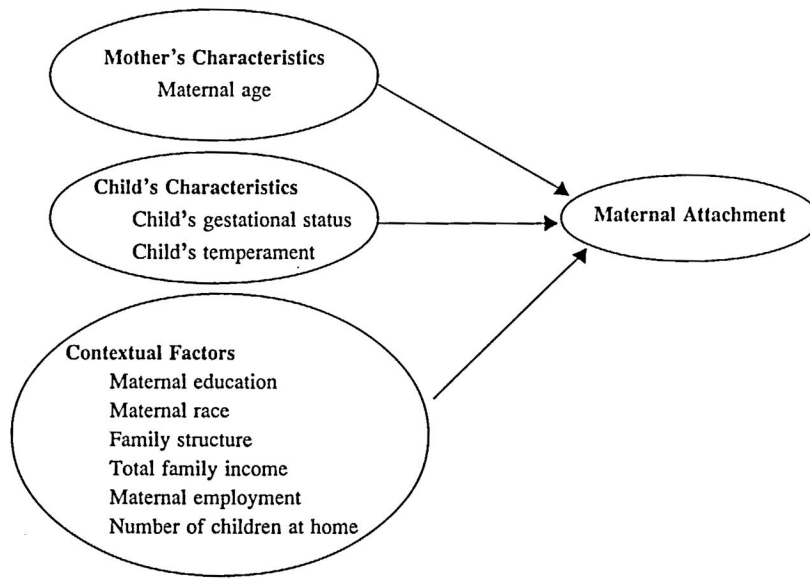 Mother's Characteristics
Maternal age
Child's Characteristics
Child's gestational status
Child's temperament
Maternal Attachment
Contextual Factors
Maternal education
Maternal race
Family structure
Total family income
Maternal employment
Number of children at home